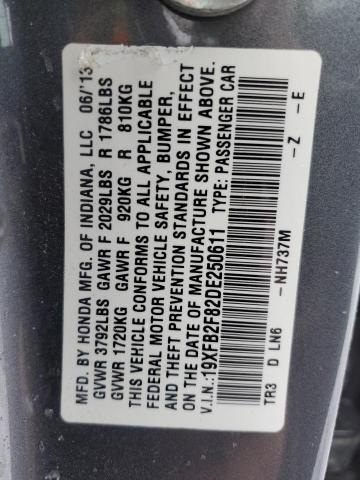 MFD. BY HONDA MFG. OF INDIANA, LLC 06/'13
GVWR 3792LBS GAWR F 2029LBS R 1786LBS
GVWR 1720KG GAWR F 920KG R 810KG
THIS VEHICLE CONFORMS TO ALL APPLICABLE
FEDERAL MOTOR VEHICLE SAFETY, BUMPER,
AND THEFT PREVENTION STANDARDS IN EFFECT
ON THE DATE OF MANUFACTURE SHOWN ABOVE.
V.I.N.:19XFB2F82DE250611 TYPE: PASSENGER CAR
TR3 D LN6 -NH737M -Z -E